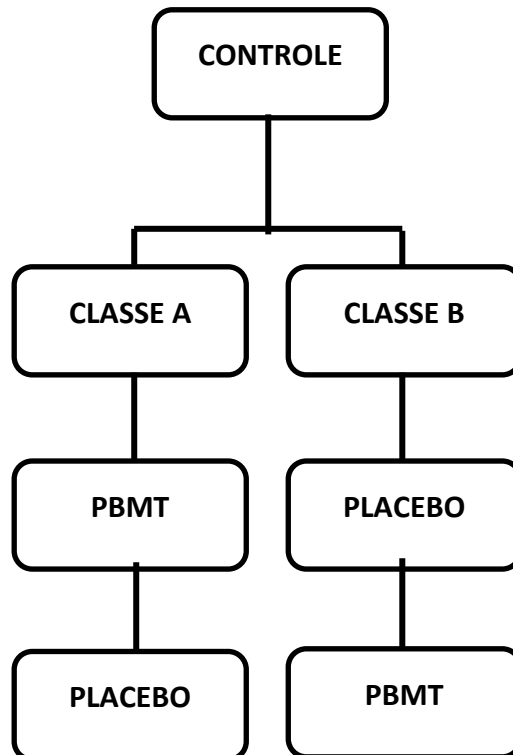 CONTROLE
CLASSE A
CLASSE B
PBMT
PLACEBO
PLACEBO
PBMT